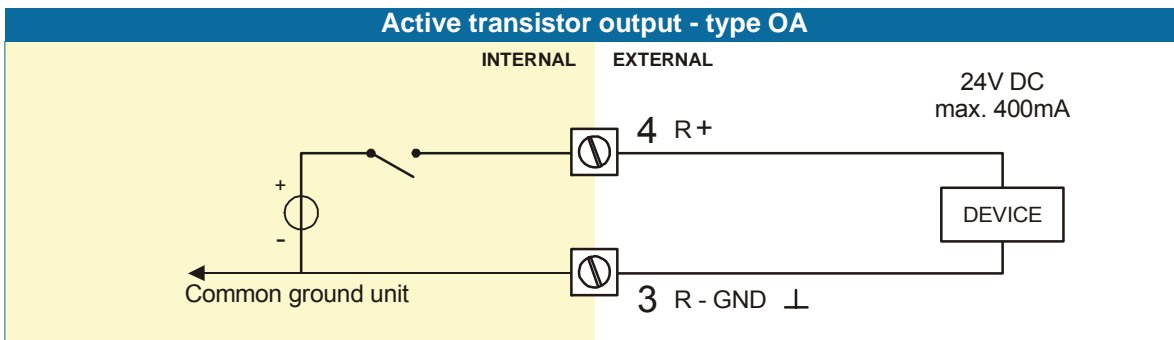 Active transistor output - type OA
INTERNAL EXTERNAL
24V DC
max. 400mA
4 R+
+
DEVICE
-
Common ground unit
3 R - GND ⊥